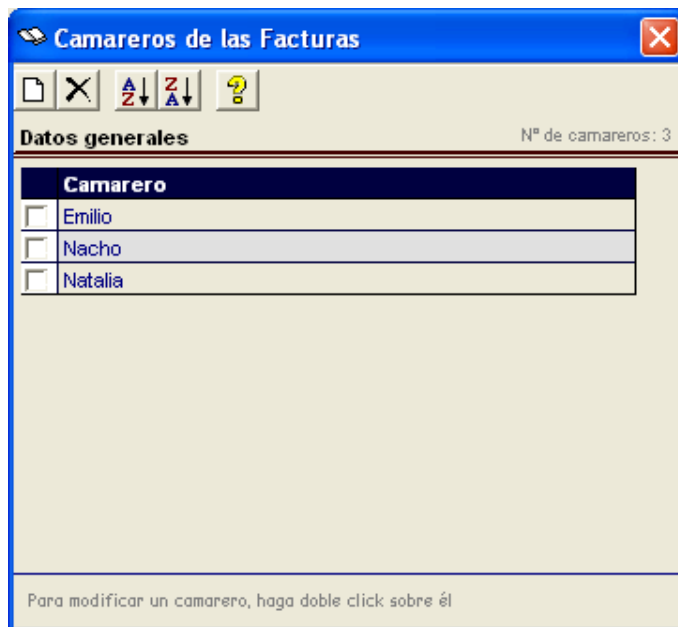 Camareros de las Facturas
A Z Z A ?
Datos generales Nº de camareros: 3
Camarero
Emilio
Nacho
Natalia
Para modificar un camarero, haga doble click sobre él